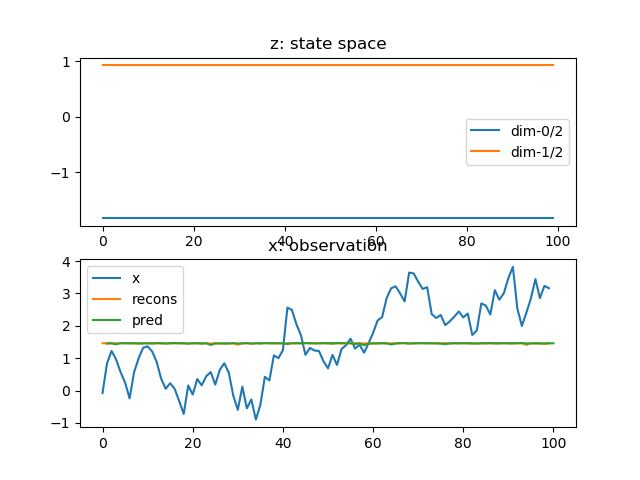 z: state space
1
0
−1
dim-0/2
dim-1/2
0 20 40 60 80 100
x: observation
4
3
2
1
0
−1
x
recons
pred
0 20 40 60 80 100